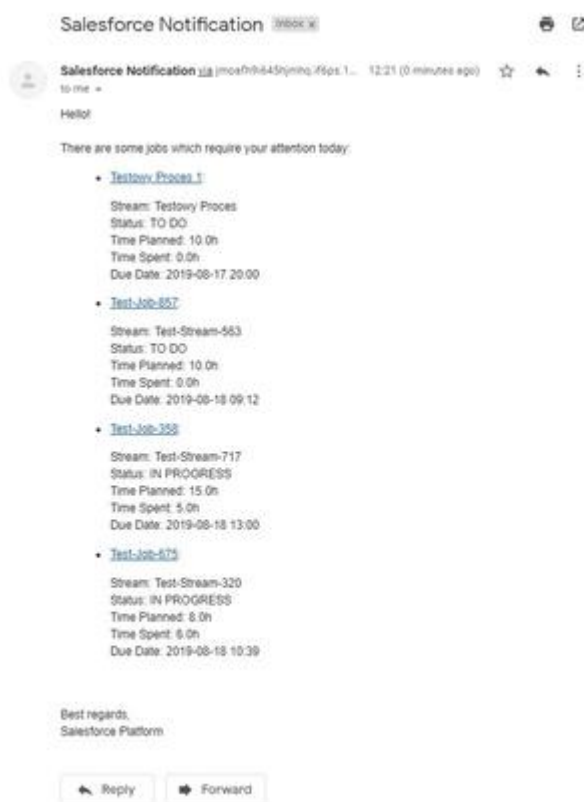 Salesforce Notification Inbox x
Salesforce Notification via 12:21 (0 minutes ago)
to me
Hello!
There are some jobs which require your attention today:
Testowy Proces 1:
Stream: Testowy Proces
Status: TO DO
Time Planned: 10.0h
Time Spent: 0.0h
Due Date: 2019-08-17 20:00
Test-Job-857:
Stream: Test-Stream-563
Status: TO DO
Time Planned: 10.0h
Time Spent: 0.0h
Due Date: 2019-08-18 09:12
Test-Job-358:
Stream: Test-Stream-717
Status: IN PROGRESS
Time Planned: 15.0h
Time Spent: 5.0h
Due Date: 2019-08-18 13:00
Test-Job-675:
Stream: Test-Stream-320
Status: IN PROGRESS
Time Planned: 8.0h
Time Spent: 6.0h
Due Date: 2019-08-18 10:39
Best regards,
Salesforce Platform
Reply Forward